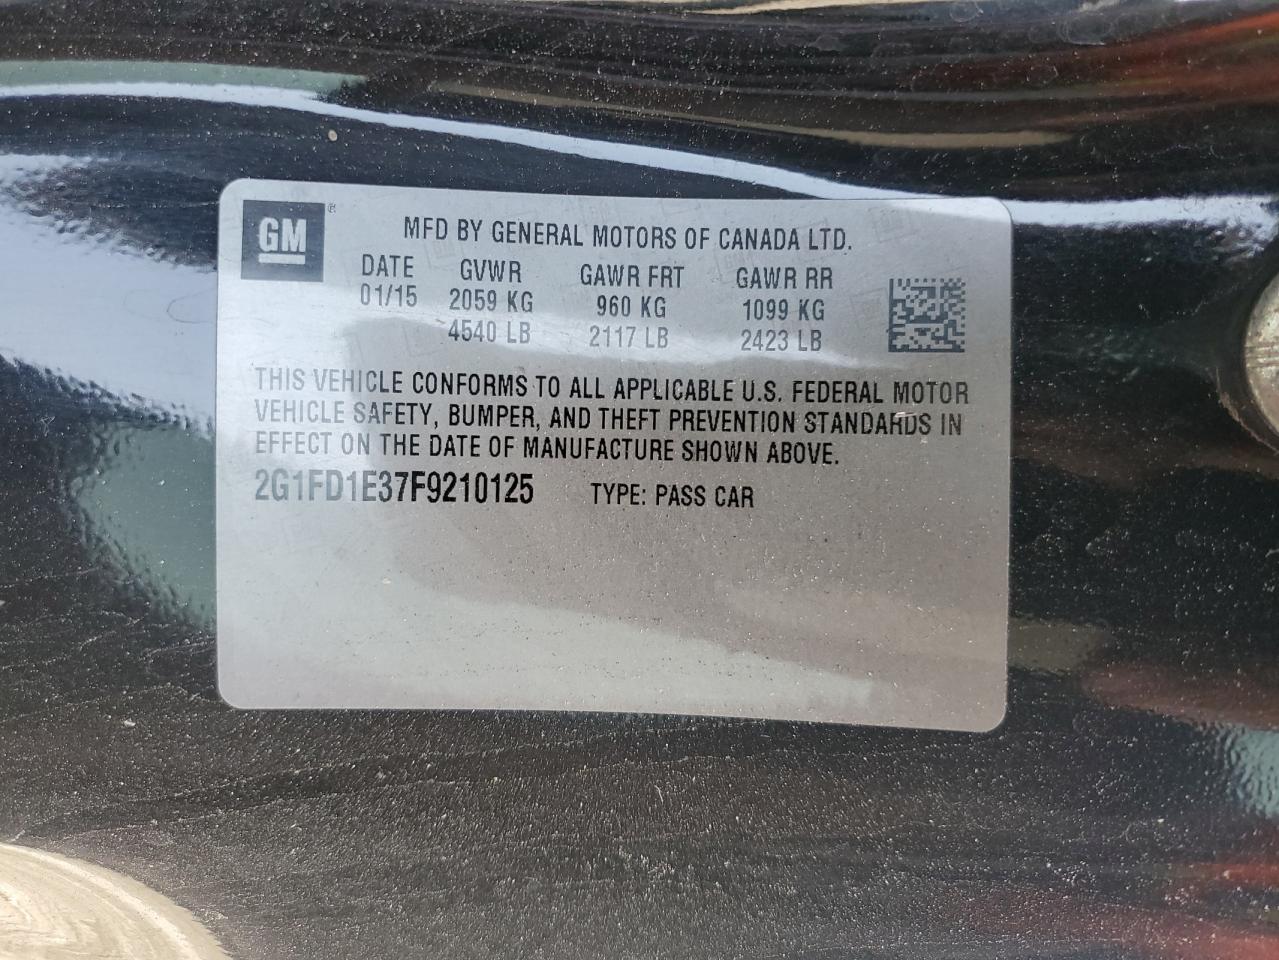 GM ®
MFD BY GENERAL MOTORS OF CANADA LTD.
DATE GVWR GAWR FRT GAWR RR
01/15 2059 KG 960 KG 1099 KG
4540 LB 2117 LB 2423 LB
THIS VEHICLE CONFORMS TO ALL APPLICABLE U.S. FEDERAL MOTOR
VEHICLE SAFETY, BUMPER, AND THEFT PREVENTION STANDARDS IN
EFFECT ON THE DATE OF MANUFACTURE SHOWN ABOVE.
2G1FD1E37F9210125 TYPE: PASS CAR